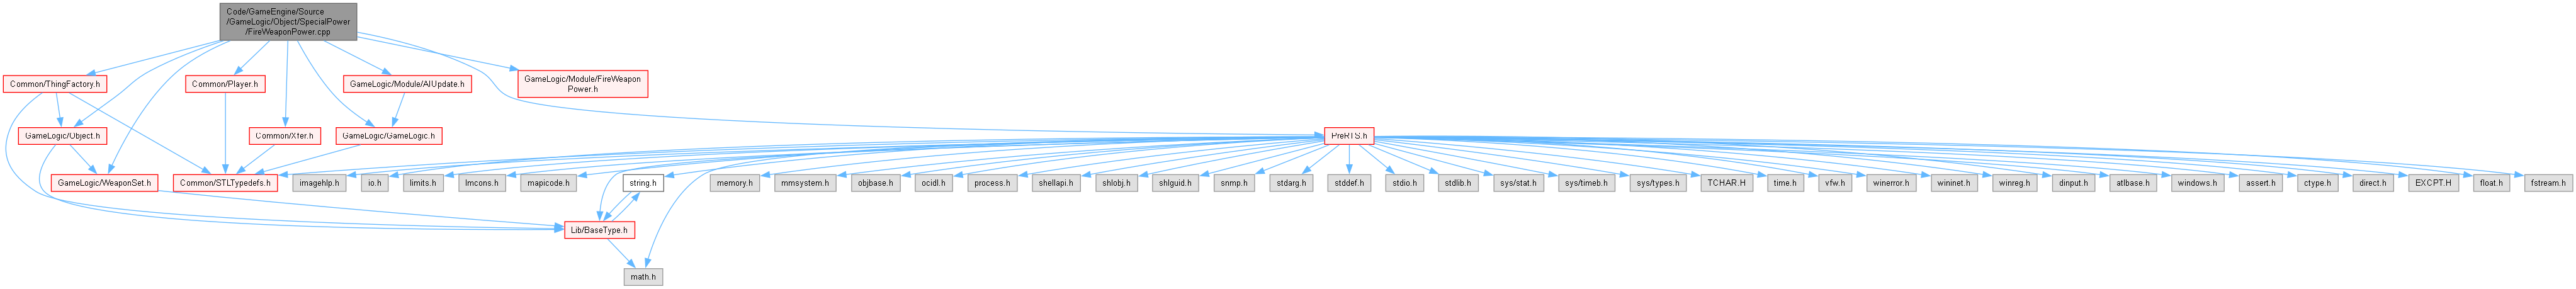 Code/GameEngine/Source
/GameLogic/Object/SpecialPower
/FireWeaponPower.cpp
Common/ThingFactory.h
Common/Player.h
GameLogic/Module/AIUpdate.h
GameLogic/Module/FireWeapon
Power.h
GameLogic/Object.h
Common/Xfer.h
GameLogic/GameLogic.h
PreRTS.h
GameLogic/WeaponSet.h
Common/STLTypedefs.h
imagehlp.h
io.h
limits.h
lmcons.h
mapicode.h
string.h
memory.h
mmsystem.h
objbase.h
ocidl.h
process.h
shellapi.h
shlobj.h
shlguid.h
snmp.h
stdarg.h
stddef.h
stdio.h
stdlib.h
sys/stat.h
sys/timeb.h
sys/types.h
TCHAR.H
time.h
vfw.h
winerror.h
wininet.h
winreg.h
dinput.h
atlbase.h
windows.h
assert.h
ctype.h
direct.h
EXCPT.H
float.h
fstream.h
Lib/BaseType.h
math.h